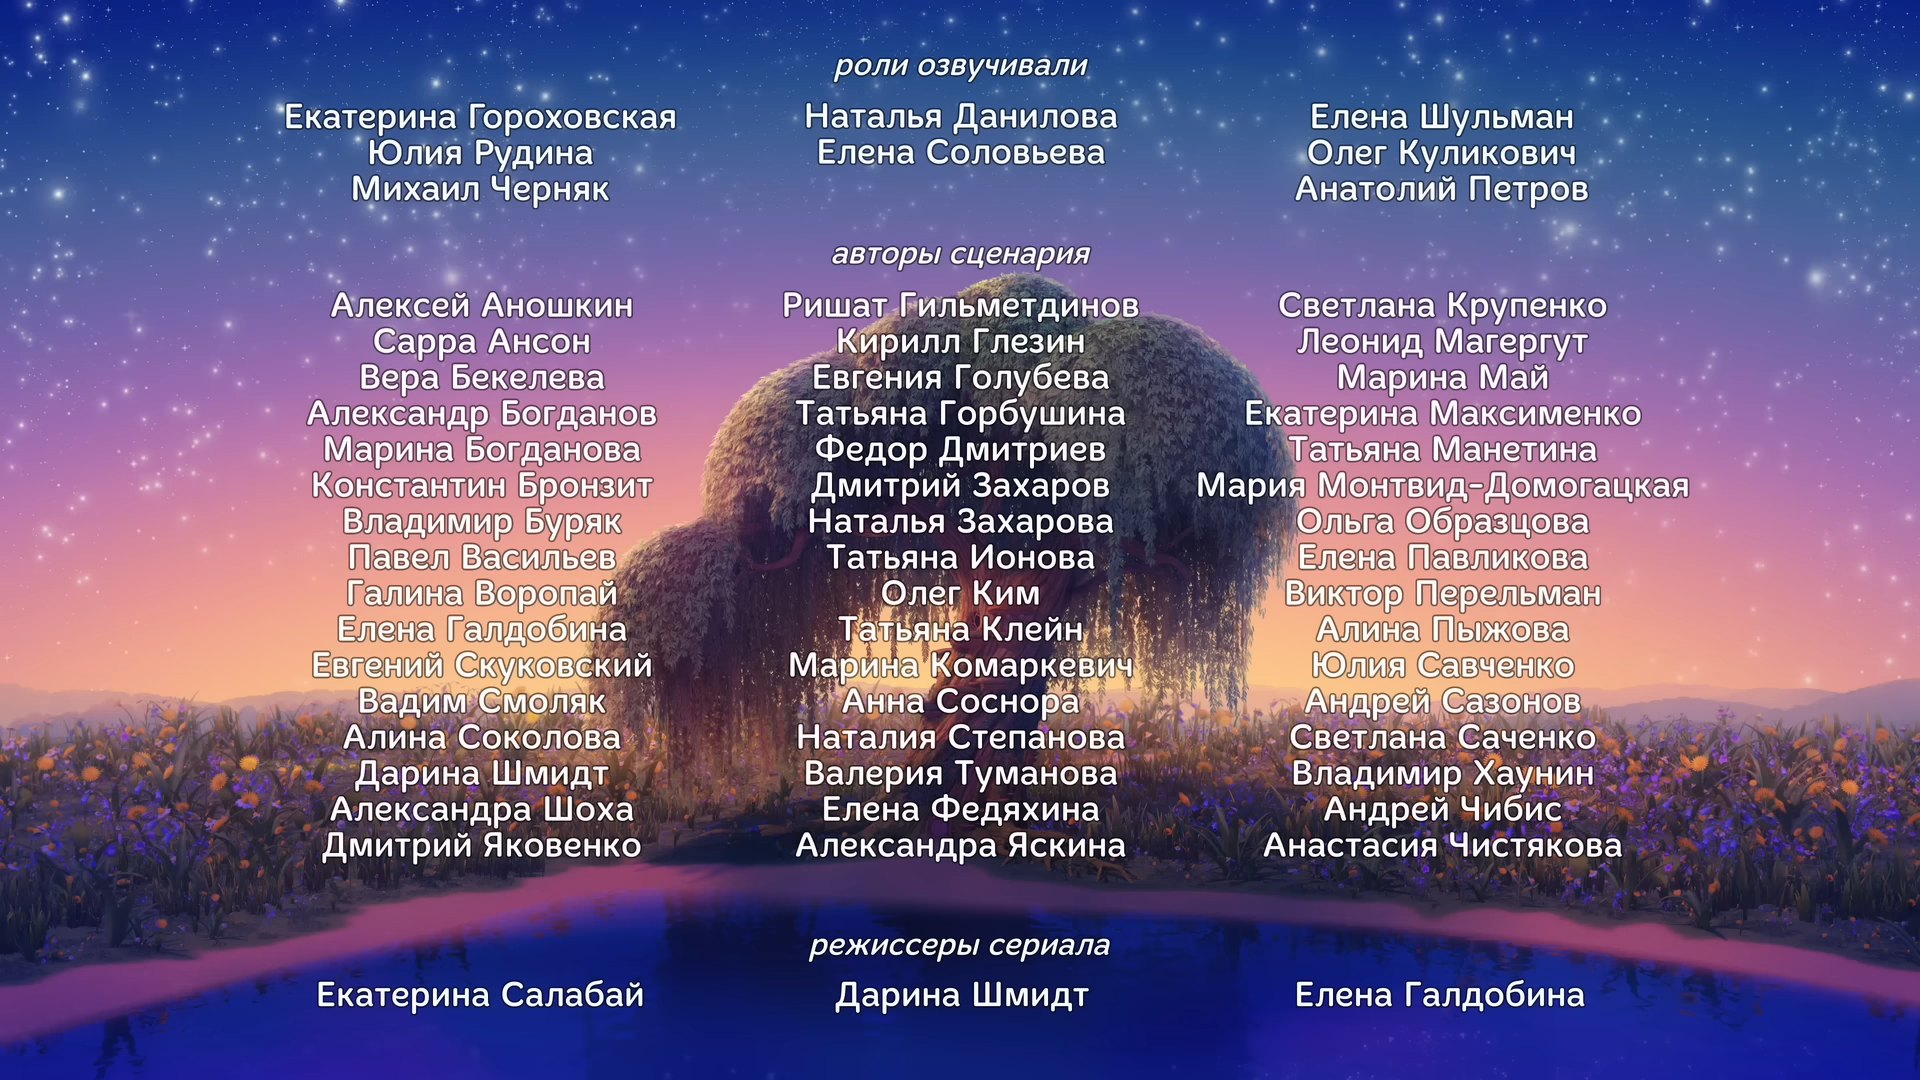 роли озвучивали
Екатерина Гороховская
Юлия Рудина
Михаил Черняк
Наталья Данилова
Елена Соловьева
Елена Шульман
Олег Куликович
Анатолий Петров
авторы сценария
Алексей Аношкин
Сарра Ансон
Вера Бекелева
Александр Богданов
Марина Богданова
Константин Бронзит
Владимир Буряк
Павел Васильев
Галина Воропай
Елена Галдобина
Евгений Скуковский
Вадим Смоляк
Алина Соколова
Дарина Шмидт
Александра Шоха
Дмитрий Яковенко
Ришат Гильметдинов
Кирилл Глезин
Евгения Голубева
Татьяна Горбушина
Федор Дмитриев
Дмитрий Захаров
Наталья Захарова
Татьяна Ионова
Олег Ким
Татьяна Клейн
Марина Комаркевич
Анна Соснора
Наталия Степанова
Валерия Туманова
Елена Федяхина
Александра Яскина
Светлана Крупенко
Леонид Магергут
Марина Май
Екатерина Максименко
Татьяна Манетина
Мария Монтвид-Домогацкая
Ольга Образцова
Елена Павликова
Виктор Перельман
Алина Пыжова
Юлия Савченко
Андрей Сазонов
Светлана Саченко
Владимир Хаунин
Андрей Чибис
Анастасия Чистякова
режиссеры сериала
Екатерина Салабай
Дарина Шмидт
Елена Галдобина